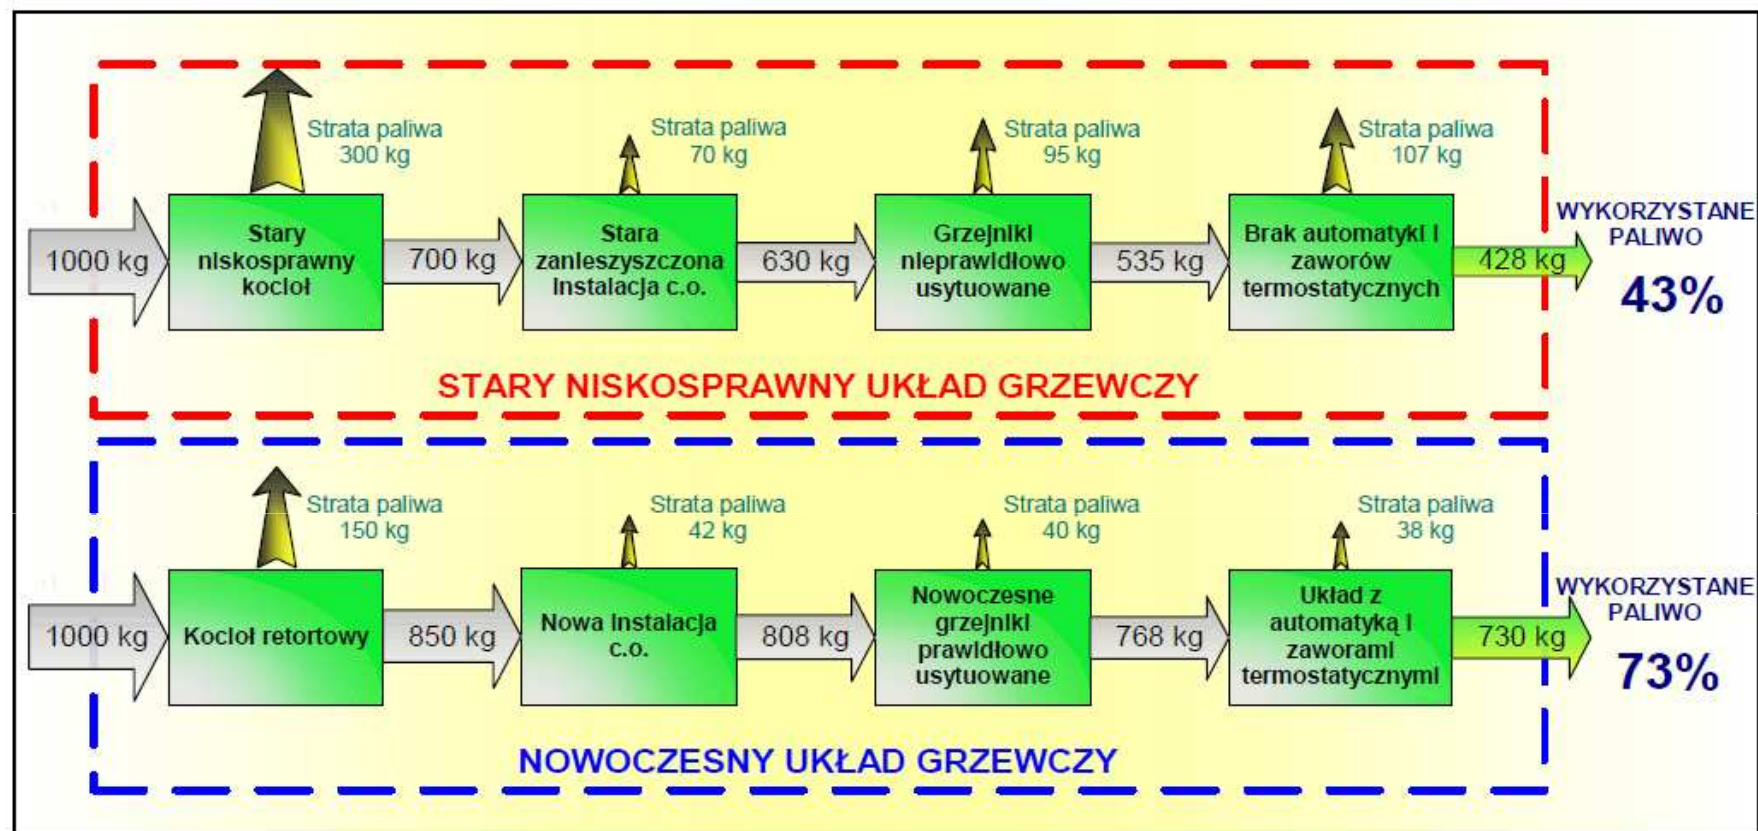 Strata paliwa
300 kg
Strata paliwa
70 kg
Strata paliwa
95 kg
Strata paliwa
107 kg
1000 kg
Stary
niskosprawny
kocioł
700 kg
Stara
zanieszyszczona
instalacja c.o.
630 kg
Grzejniki
nieprawidłowo
usytuowane
535 kg
Brak automatyki i
zaworów
termostatycznych
428 kg
WYKORZYSTANE
PALIWO
43%
STARY NISKOSPRAWNY UKŁAD GRZEWCZY
Strata paliwa
150 kg
Strata paliwa
42 kg
Strata paliwa
40 kg
Strata paliwa
38 kg
1000 kg
Kocioł retortowy
850 kg
Nowa instalacja
c.o.
808 kg
Nowoczesne
grzejniki
prawidłowo
usytuowane
768 kg
Układ z
automatyką i
zaworami
termostatycznymi
730 kg
WYKORZYSTANE
PALIWO
73%
NOWOCZESNY UKŁAD GRZEWCZY